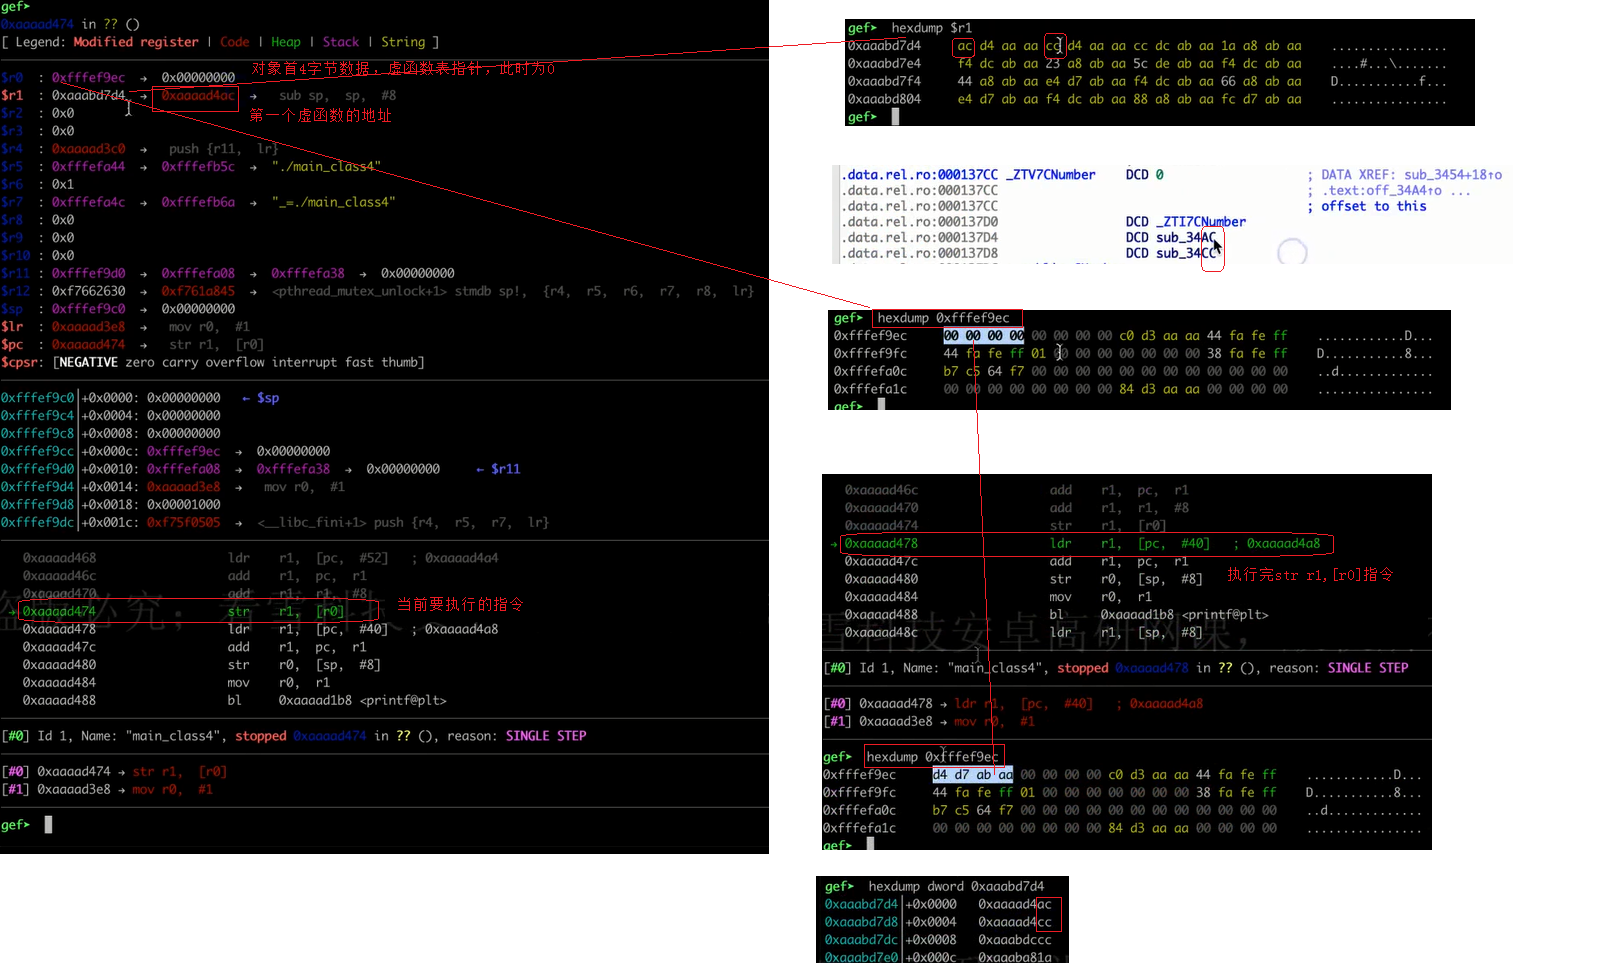 gef➤
0xaaaad474 in ?? ()
[ Legend: Modified register | Code | Heap | Stack | String ]
$r0 : 0xfffef9ec → 0x00000000
对象首4字节数据，虚函数表指针，此时为0
$r1 : 0xaaabd7d4 → 0xaaaad4ac → sub sp, sp, #8
第一个虚函数的地址
$r2 : 0x0
$r3 : 0x0
$r4 : 0xaaaad3c0 → push {r11, lr}
$r5 : 0xfffefa44 → 0xfffefb5c → "./main_class4"
$r6 : 0x1
$r7 : 0xfffefa4c → 0xfffefb6a → "_=./main_class4"
$r8 : 0x0
$r9 : 0x0
$r10 : 0x0
$r11 : 0xfffef9d0 → 0xfffefa08 → 0xfffefa38 → 0x00000000
$r12 : 0xf7662630 → 0xf761a845 → <pthread_mutex_unlock+1> stmdb sp!, {r4, r5, r6, r7, r8, lr}
$sp : 0xfffef9c0 → 0x00000000
$lr : 0xaaaad3e8 → mov r0, #1
$pc : 0xaaaad474 → str r1, [r0]
$cpsr: [NEGATIVE zero carry overflow interrupt fast thumb]
0xfffef9c0│+0x0000: 0x00000000 ← $sp
0xfffef9c4│+0x0004: 0x00000000
0xfffef9c8│+0x0008: 0x00000000
0xfffef9cc│+0x000c: 0xfffef9ec → 0x00000000
0xfffef9d0│+0x0010: 0xfffefa08 → 0xfffefa38 → 0x00000000 ← $r11
0xfffef9d4│+0x0014: 0xaaaad3e8 → mov r0, #1
0xfffef9d8│+0x0018: 0x00001000
0xfffef9dc│+0x001c: 0xf75f0505 → <__libc_fini+1> push {r4, r5, r7, lr}
0xaaaad468 ldr r1, [pc, #52] ; 0xaaaad4a4
0xaaaad46c add r1, pc, r1
0xaaaad470 add r1, r1, #8
→ 0xaaaad474 str r1, [r0]
当前要执行的指令
0xaaaad478 ldr r1, [pc, #40] ; 0xaaaad4a8
0xaaaad47c add r1, pc, r1
0xaaaad480 str r0, [sp, #8]
0xaaaad484 mov r0, r1
0xaaaad488 bl 0xaaaad1b8 <printf@plt>
[#0] Id 1, Name: "main_class4", stopped 0xaaaad474 in ?? (), reason: SINGLE STEP
[#0] 0xaaaad474 → str r1, [r0]
[#1] 0xaaaad3e8 → mov r0, #1
gef➤
gef➤ hexdump $r1
0xaaabd7d4 ac d4 aa aa cc d4 aa aa cc dc ab aa 1a a8 ab aa ................
0xaaabd7e4 f4 dc ab aa 23 a8 ab aa 5c de ab aa f4 dc ab aa ....#...\.......
0xaaabd7f4 44 a8 ab aa e4 d7 ab aa f4 dc ab aa 66 a8 ab aa D...........f...
0xaaabd804 e4 d7 ab aa f4 dc ab aa 88 a8 ab aa fc d7 ab aa ................
gef➤
.data.rel.ro:000137CC _ZTV7CNumber DCD 0 ; DATA XREF: sub_3454+18↑o
.data.rel.ro:000137CC ; .text:off_34A4↑o ...
.data.rel.ro:000137CC ; offset to this
.data.rel.ro:000137D0 DCD _ZTI7CNumber
.data.rel.ro:000137D4 DCD sub_34AC
.data.rel.ro:000137D8 DCD sub_34CC
gef➤ hexdump 0xfffef9ec
0xfffef9ec 00 00 00 00 00 00 00 00 c0 d3 aa aa 44 fa fe ff ............D...
0xfffef9fc 44 fa fe ff 01 00 00 00 00 00 00 00 38 fa fe ff D...........8...
0xfffefa0c b7 c5 64 f7 00 00 00 00 00 00 00 00 00 00 00 00 ..d.............
0xfffefa1c 00 00 00 00 00 00 00 00 84 d3 aa aa 00 00 00 00 ................
gef➤
0xaaaad46c add r1, pc, r1
0xaaaad470 add r1, r1, #8
0xaaaad474 str r1, [r0]
→ 0xaaaad478 ldr r1, [pc, #40] ; 0xaaaad4a8
0xaaaad47c add r1, pc, r1
执行完str r1,[r0]指令
0xaaaad480 str r0, [sp, #8]
0xaaaad484 mov r0, r1
0xaaaad488 bl 0xaaaad1b8 <printf@plt>
0xaaaad48c ldr r1, [sp, #8]
[#0] Id 1, Name: "main_class4", stopped 0xaaaad478 in ?? (), reason: SINGLE STEP
[#0] 0xaaaad478 → ldr r1, [pc, #40] ; 0xaaaad4a8
[#1] 0xaaaad3e8 → mov r0, #1
gef➤ hexdump 0xfffef9ec
0xfffef9ec d4 d7 ab aa 00 00 00 00 c0 d3 aa aa 44 fa fe ff ............D...
0xfffef9fc 44 fa fe ff 01 00 00 00 00 00 00 00 38 fa fe ff D...........8...
0xfffefa0c b7 c5 64 f7 00 00 00 00 00 00 00 00 00 00 00 00 ..d.............
0xfffefa1c 00 00 00 00 00 00 00 00 84 d3 aa aa 00 00 00 00 ................
gef➤
gef➤ hexdump dword 0xaaabd7d4
0xaaabd7d4│+0x0000 0xaaaad4ac
0xaaabd7d8│+0x0004 0xaaaad4cc
0xaaabd7dc│+0x0008 0xaaabdccc
0xaaabd7e0│+0x000c 0xaaaba81a